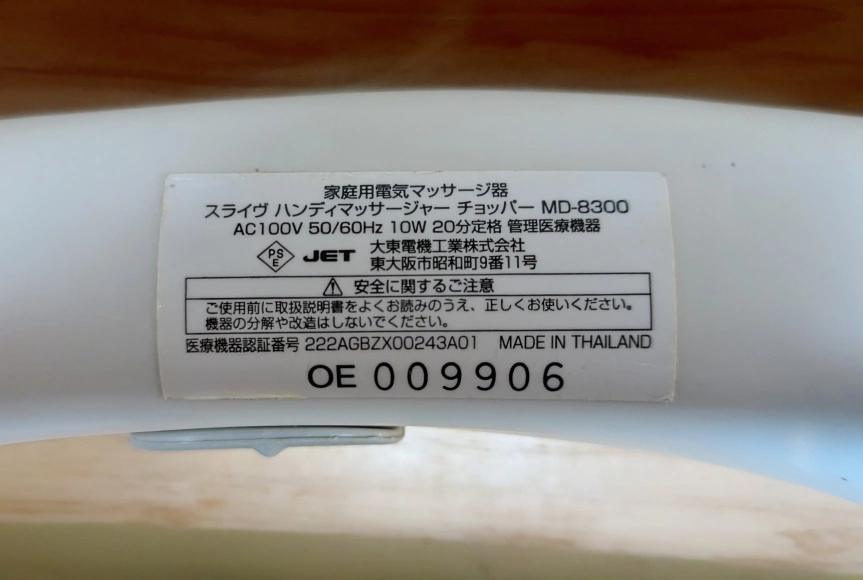 家庭用電気マッサージ器
スライヴ ハンディマッサージャー チョッパー MD-8300
AC100V 50/60Hz 10W 20分定格 管理医療機器
PS
E
JET
大東電機工業株式会社
東大阪市昭和町9番11号
安全に関するご注意
ご使用前に取扱説明書をよくお読みのうえ、正しくお使いください。
機器の分解や改造はしないでください。
医療機器認証番号 222AGBZX00243A01 MADE IN THAILAND
OE 009906